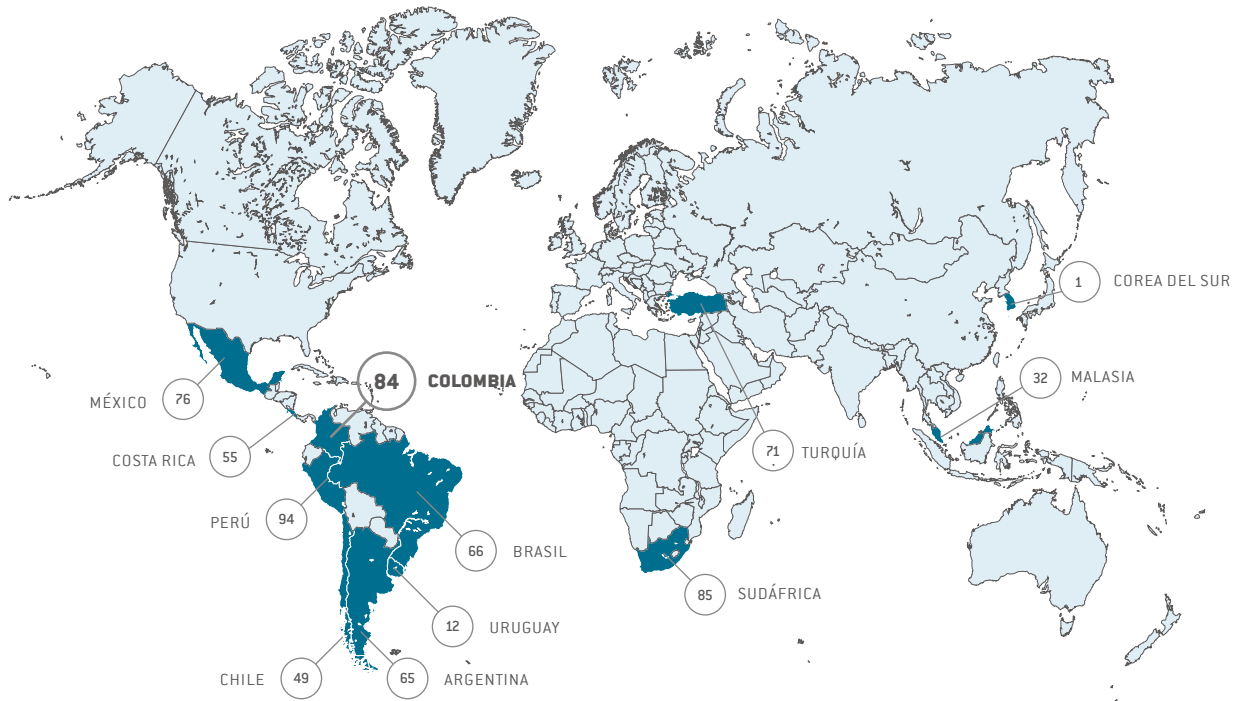 1 COREA DEL SUR
32 MALASIA
84 COLOMBIA
MÉXICO 76
71 TURQUÍA
COSTA RICA 55
PERÚ 94
66 BRASIL
85 SUDÁFRICA
12 URUGUAY
CHILE 49
65 ARGENTINA